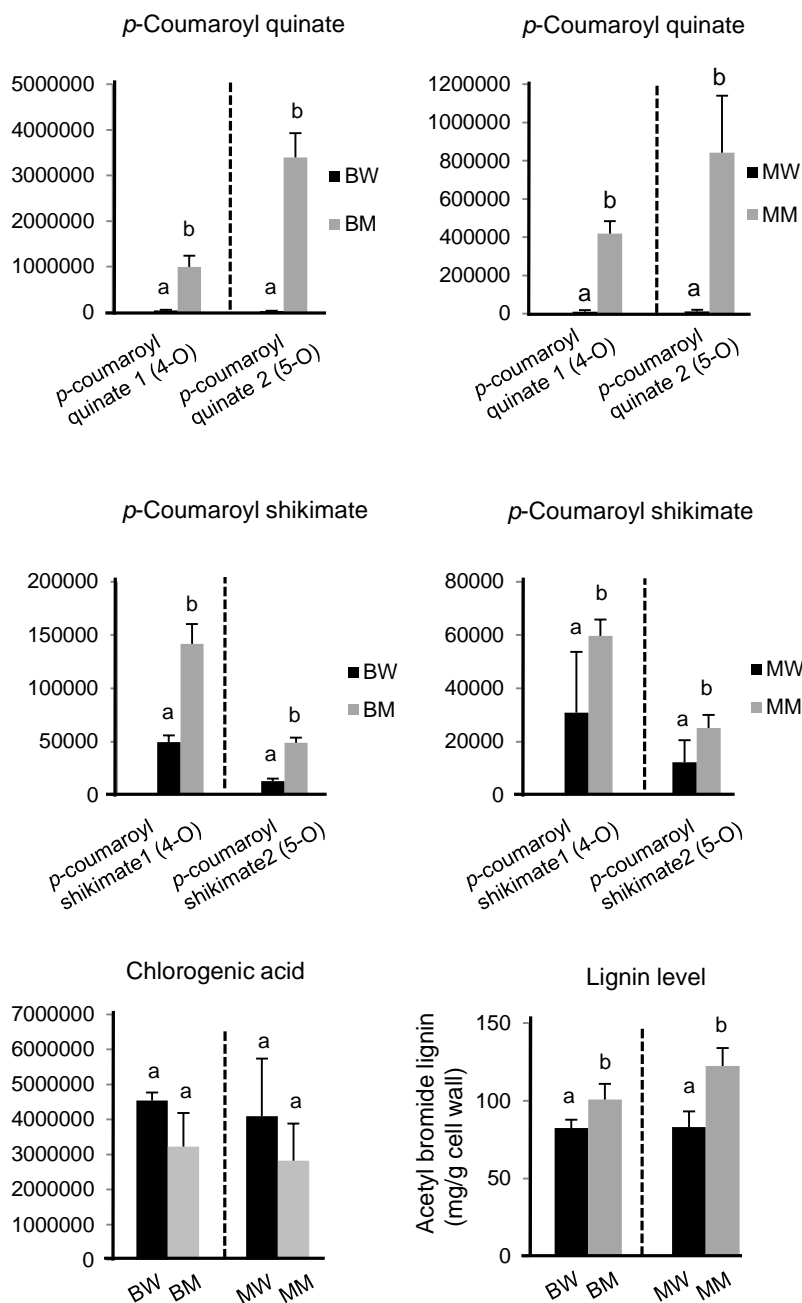 p-Coumaroyl quinate
5000000
4000000
3000000
2000000
1000000
0
b
b
a
a
BW
BM
p-coumaroyl
quinate 1 (4-O)
p-coumaroyl
quinate 2 (5-O)
p-Coumaroyl quinate
1200000
1000000
800000
600000
400000
200000
0
b
b
a
a
MW
MM
p-coumaroyl
quinate 1 (4-O)
p-coumaroyl
quinate 2 (5-O)
p-Coumaroyl shikimate
200000
150000
100000
50000
0
b
a
b
a
BW
BM
p-coumaroyl
shikimate1 (4-O)
p-coumaroyl
shikimate2 (5-O)
p-Coumaroyl shikimate
80000
60000
40000
20000
0
b
a
b
a
MW
MM
p-coumaroyl
shikimate1 (4-O)
p-coumaroyl
shikimate2 (5-O)
Chlorogenic acid
7000000
6000000
5000000
4000000
3000000
2000000
1000000
0
a
a
a
a
BW
BM
MW
MM
Lignin level
Acetyl bromide lignin
(mg/g cell wall)
150
100
50
0
a
b
a
b
BW
BM
MW
MM